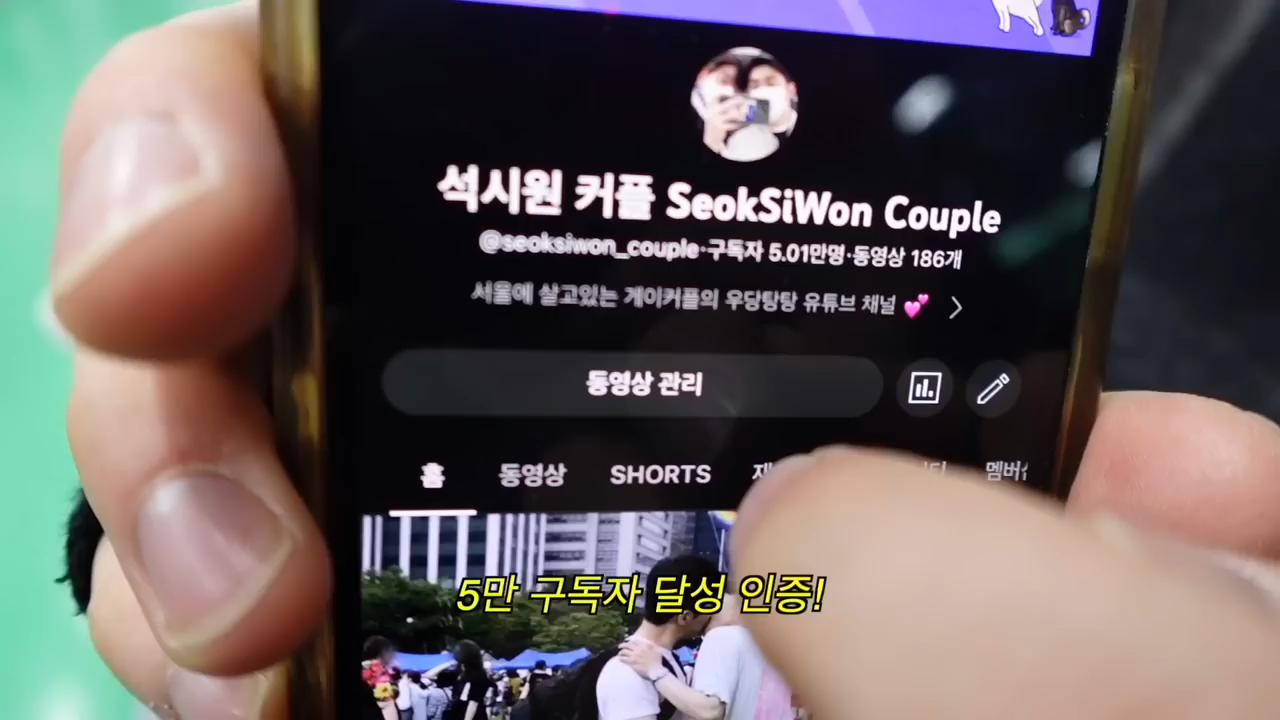 석시원 커플 SeokSiWon Couple
@seoksiwon_couple·구독자 5.01만명·동영상 186개
서울에 살고있는 게이커플의 우당탕탕 유튜브 채널 💕
동영상 관리
홈 동영상 SHORTS
5만 구독자 달성 인증!